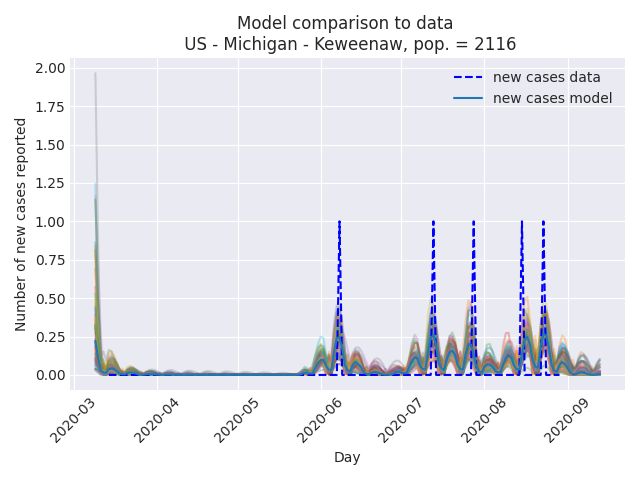 Model comparison to data
US - Michigan - Keweenaw, pop. = 2116
new cases data
new cases model
Number of new cases reported
2.00
1.75
1.50
1.25
1.00
0.75
0.50
0.25
0.00
2020-03
2020-04
2020-05
2020-06
2020-07
2020-08
2020-09
Day